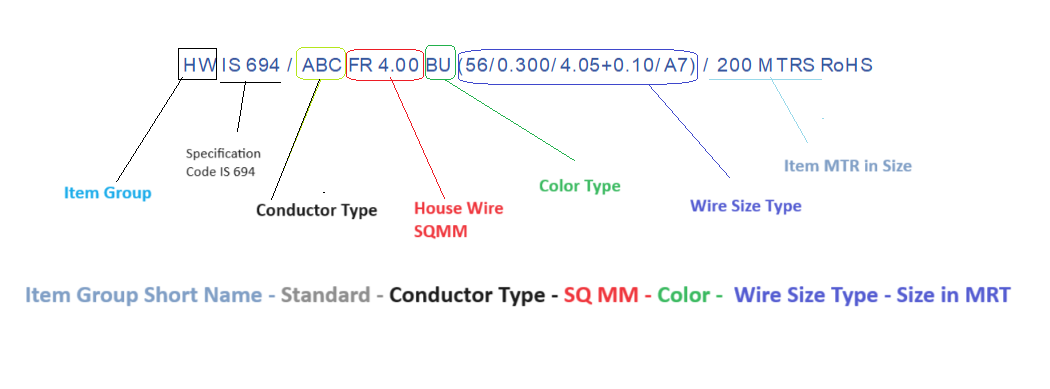 HW IS 694 / ABC FR 4.00 BU (56/0.300/4.05+0.10/A7) / 200 MTRS RoHS
Specification
Code IS 694
Item Group
Conductor Type
House Wire
SQMM
Color Type
Wire Size Type
Item MTR in Size
Item Group Short Name - Standard - Conductor Type - SQ MM - Color - Wire Size Type - Size in MRT